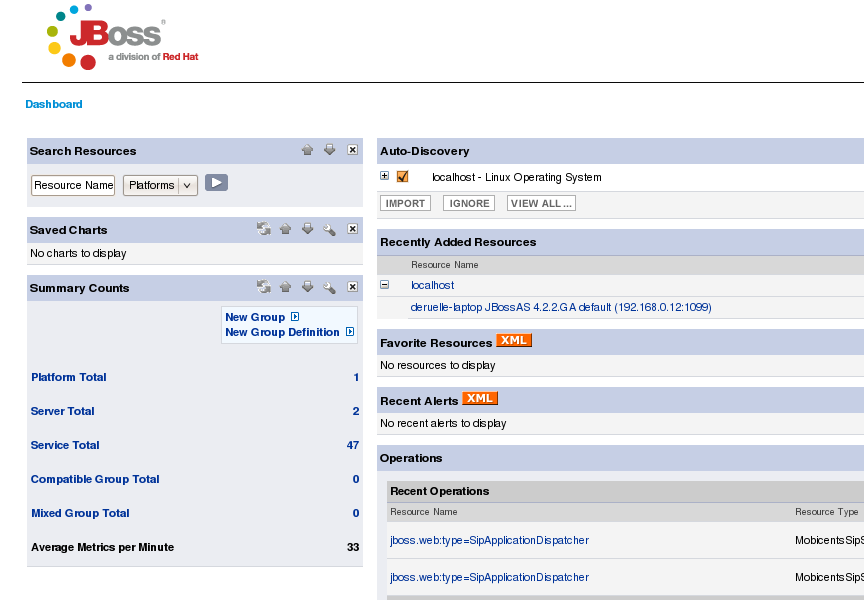 JBoss®
a division of Red Hat
Dashboard
Search Resources
Resource Name Platforms
Saved Charts
No charts to display
Summary Counts
New Group
New Group Definition
Platform Total 1
Server Total 2
Service Total 47
Compatible Group Total 0
Mixed Group Total 0
Average Metrics per Minute 33
Auto-Discovery
localhost - Linux Operating System
IMPORT IGNORE VIEW ALL...
Recently Added Resources
Resource Name
localhost
deruelle-laptop JBossAS 4.2.2.GA default (192.168.0.12:1099)
Favorite Resources XML
No resources to display
Recent Alerts XML
No recent alerts to display
Operations
Recent Operations
Resource Name Resource Type
jboss.web:type=SipApplicationDispatcher MobicentsSipS
jboss.web:type=SipApplicationDispatcher MobicentsSipS